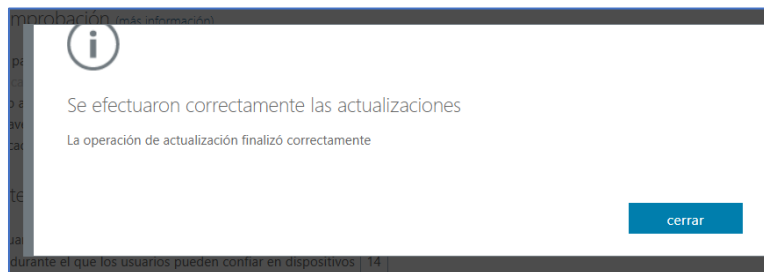 mprobación (más información)
i
Se efectuaron correctamente las actualizaciones
La operación de actualización finalizó correctamente
cerrar
durante el que los usuarios pueden confiar en dispositivos 14